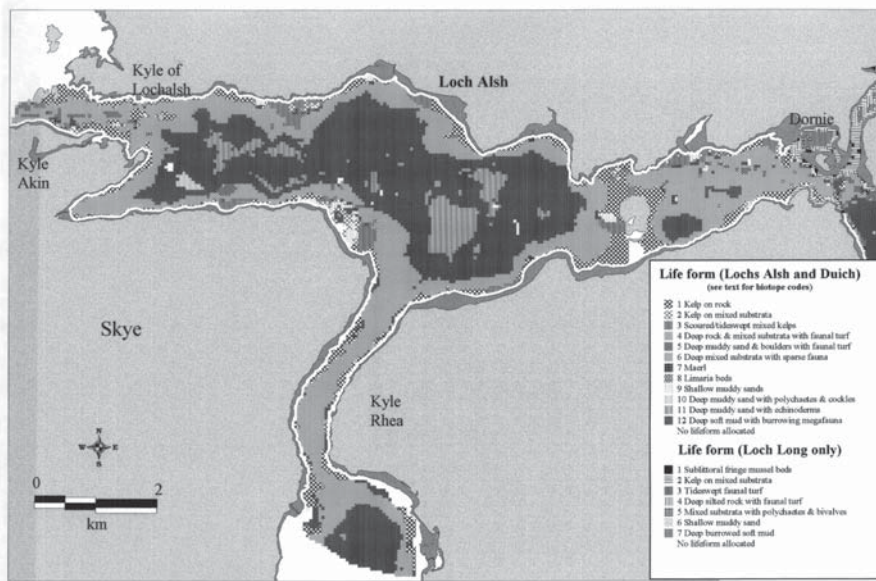 Kyle of
Lochalsh
Loch Alsh
Dornie
Kyle
Akin
Skye
Kyle
Rhea
N
W E
S
0 2
km
Life form (Lochs Alsh and Duich)
(see text for biotope codes)
1 Kelp on rock
2 Kelp on mixed substrata
3 Scoured/tideswept mixed kelps
4 Deep rock & mixed substrata with faunal turf
5 Deep muddy sand & boulders with faunal turf
6 Deep mixed substrata with sparse fauna
7 Maerl
8 Limaria beds
9 Shallow muddy sands
10 Deep muddy sand with polychaetes & cockles
11 Deep muddy sand with echinoderms
12 Deep soft mud with burrowing megafauna
No lifeform allocated
Life form (Loch Long only)
1 Sublittoral fringe mussel beds
2 Kelp on mixed substrata
3 Tideswept faunal turf
4 Deep silted rock with faunal turf
5 Mixed substrata with polychaetes & bivalves
6 Shallow muddy sand
7 Deep burrowed soft mud
No lifeform allocated